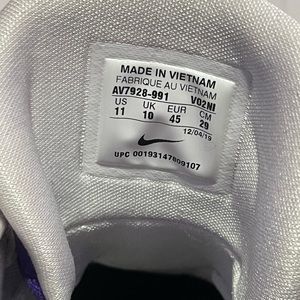 MADE IN VIETNAM
FABRIQUE AU VIETNAM
AV7928-991 VO2NI
US UK EUR CM
11 10 45 29
12/04/19
UPC 00193147809107